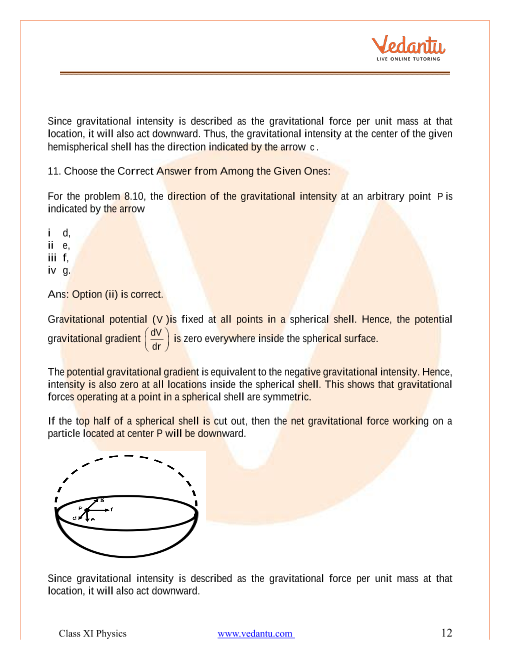 Vedantu
LIVE ONLINE TUTORING
Since gravitational intensity is described as the gravitational force per unit mass at that
location, it will also act downward. Thus, the gravitational intensity at the center of the given
hemispherical shell has the direction indicated by the arrow c.
11. Choose the Correct Answer from Among the Given Ones:
For the problem 8.10, the direction of the gravitational intensity at an arbitrary point P is
indicated by the arrow
i d,
ii e,
iii f,
iv g.
Ans: Option (ii) is correct.
Gravitational potential (V )is fixed at all points in a spherical shell. Hence, the potential
gravitational gradient (dV/dr) is zero everywhere inside the spherical surface.
The potential gravitational gradient is equivalent to the negative gravitational intensity. Hence,
intensity is also zero at all locations inside the spherical shell. This shows that gravitational
forces operating at a point in a spherical shell are symmetric.
If the top half of a spherical shell is cut out, then the net gravitational force working on a
particle located at center P will be downward.
g
P f
d e
Since gravitational intensity is described as the gravitational force per unit mass at that
location, it will also act downward.
Class XI Physics www.vedantu.com 12